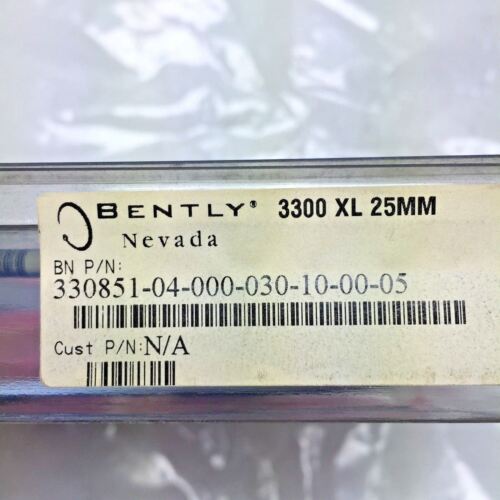 BENTLY® 3300 XL 25MM
Nevada
BN P/N:
330851-04-000-030-10-00-05
Cust P/N:N/A